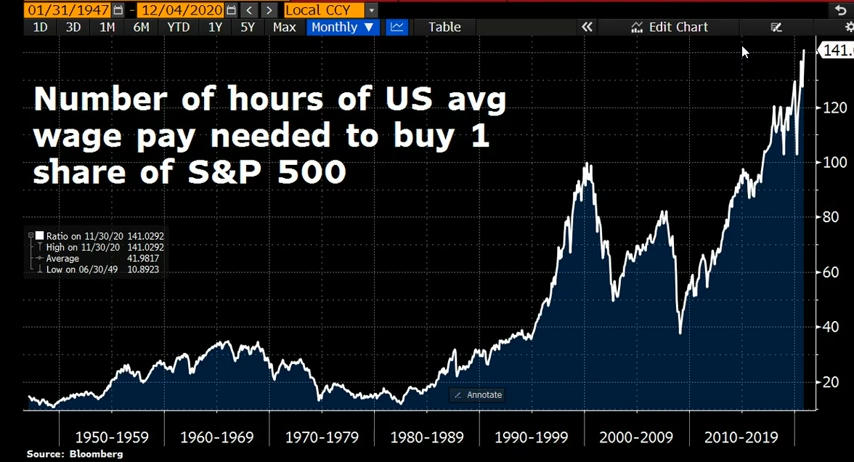 01/31/1947 - 12/04/2020 Local CCY
1D 3D 1M 6M YTD 1Y 5Y Max Monthly ▼ Table « Edit Chart
Number of hours of US avg
wage pay needed to buy 1
share of S&P 500
Ratio on 11/30/20 141.0292
High on 11/30/20 141.0292
Average 41.9817
Low on 06/30/49 10.8923
141.0
120
100
80
60
40
20
Annotate
1950-1959 1960-1969 1970-1979 1980-1989 1990-1999 2000-2009 2010-2019
Source: Bloomberg